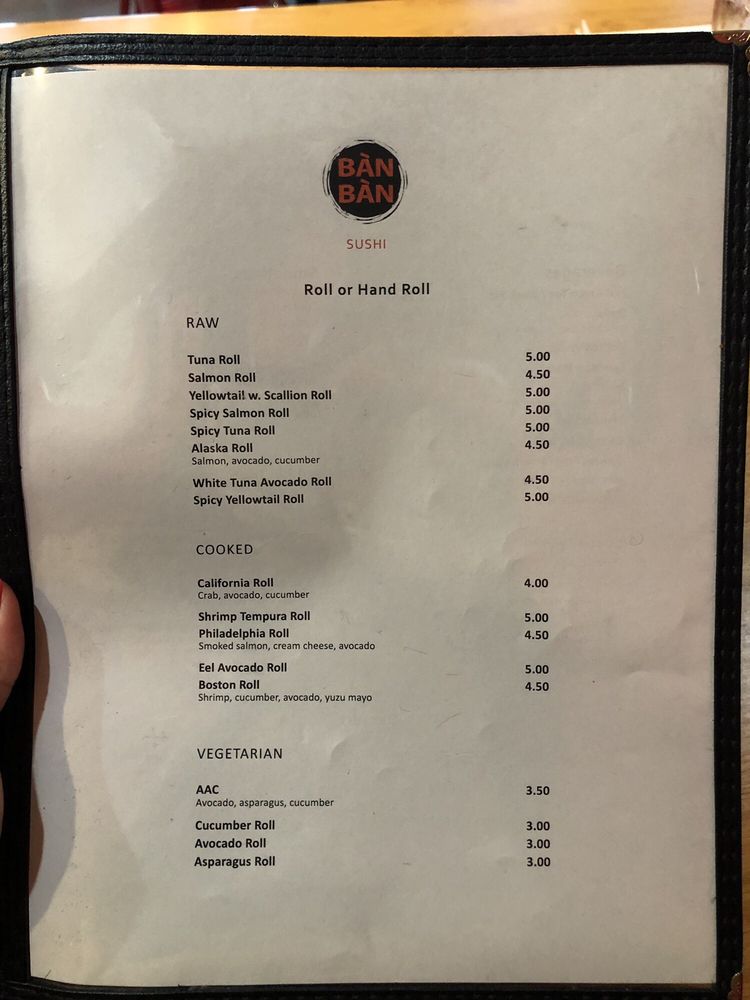 BÀN
BÀN
SUSHI
Roll or Hand Roll
RAW
Tuna Roll 5.00
Salmon Roll 4.50
Yellowtail w. Scallion Roll 5.00
Spicy Salmon Roll 5.00
Spicy Tuna Roll 5.00
Alaska Roll 4.50
Salmon, avocado, cucumber
White Tuna Avocado Roll 4.50
Spicy Yellowtail Roll 5.00
COOKED
California Roll 4.00
Crab, avocado, cucumber
Shrimp Tempura Roll 5.00
Philadelphia Roll 4.50
Smoked salmon, cream cheese, avocado
Eel Avocado Roll 5.00
Boston Roll 4.50
Shrimp, cucumber, avocado, yuzu mayo
VEGETARIAN
AAC 3.50
Avocado, asparagus, cucumber
Cucumber Roll 3.00
Avocado Roll 3.00
Asparagus Roll 3.00